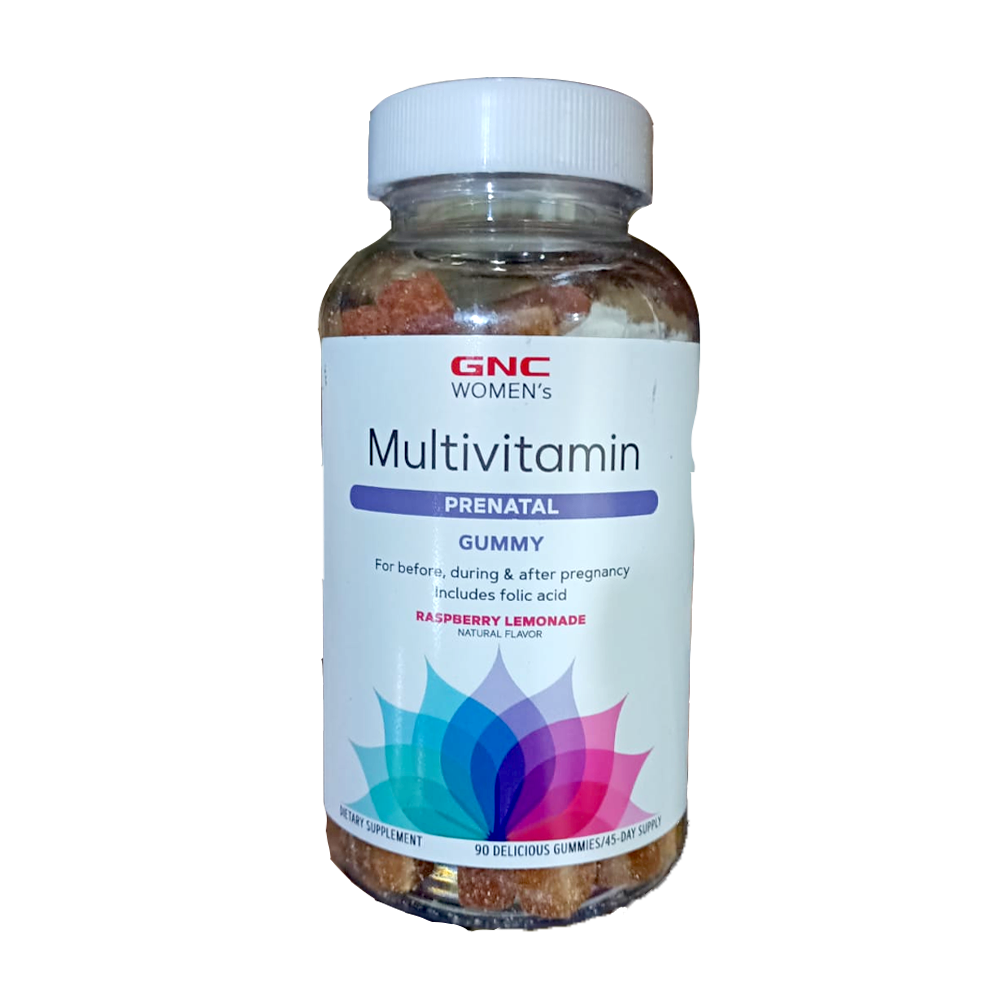 GNC
WOMEN's
Multivitamin
PRENATAL
GUMMY
For before, during & after pregnancy
Includes folic acid
RASPBERRY LEMONADE
NATURAL FLAVOR
DIETARY SUPPLEMENT
90 DELICIOUS GUMMIES/45-DAY SUPPLY